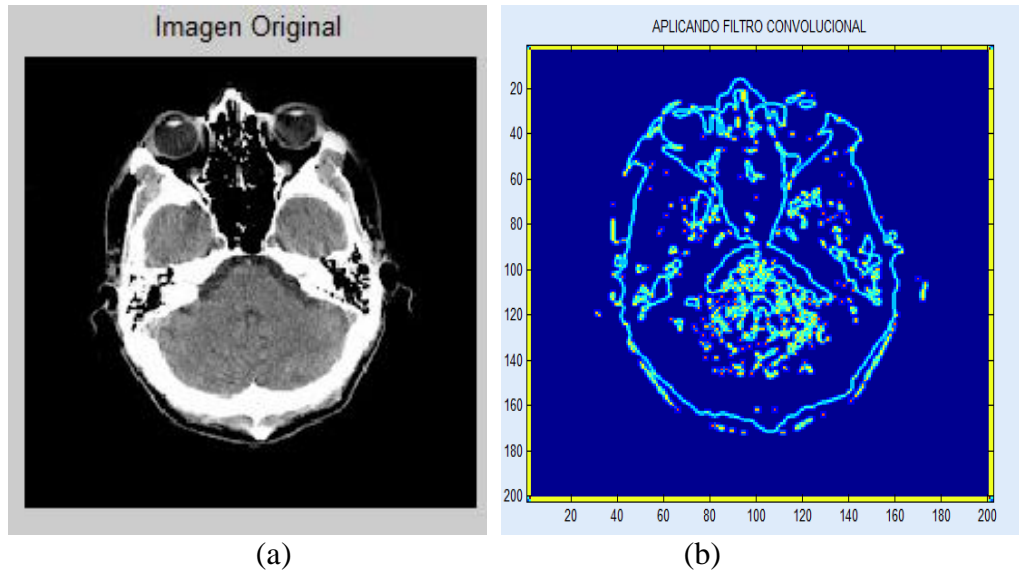 Imagen Original
APLICANDO FILTRO CONVOLUCIONAL
20
40
60
80
100
120
140
160
180
200
20 40 60 80 100 120 140 160 180 200
(a)
(b)